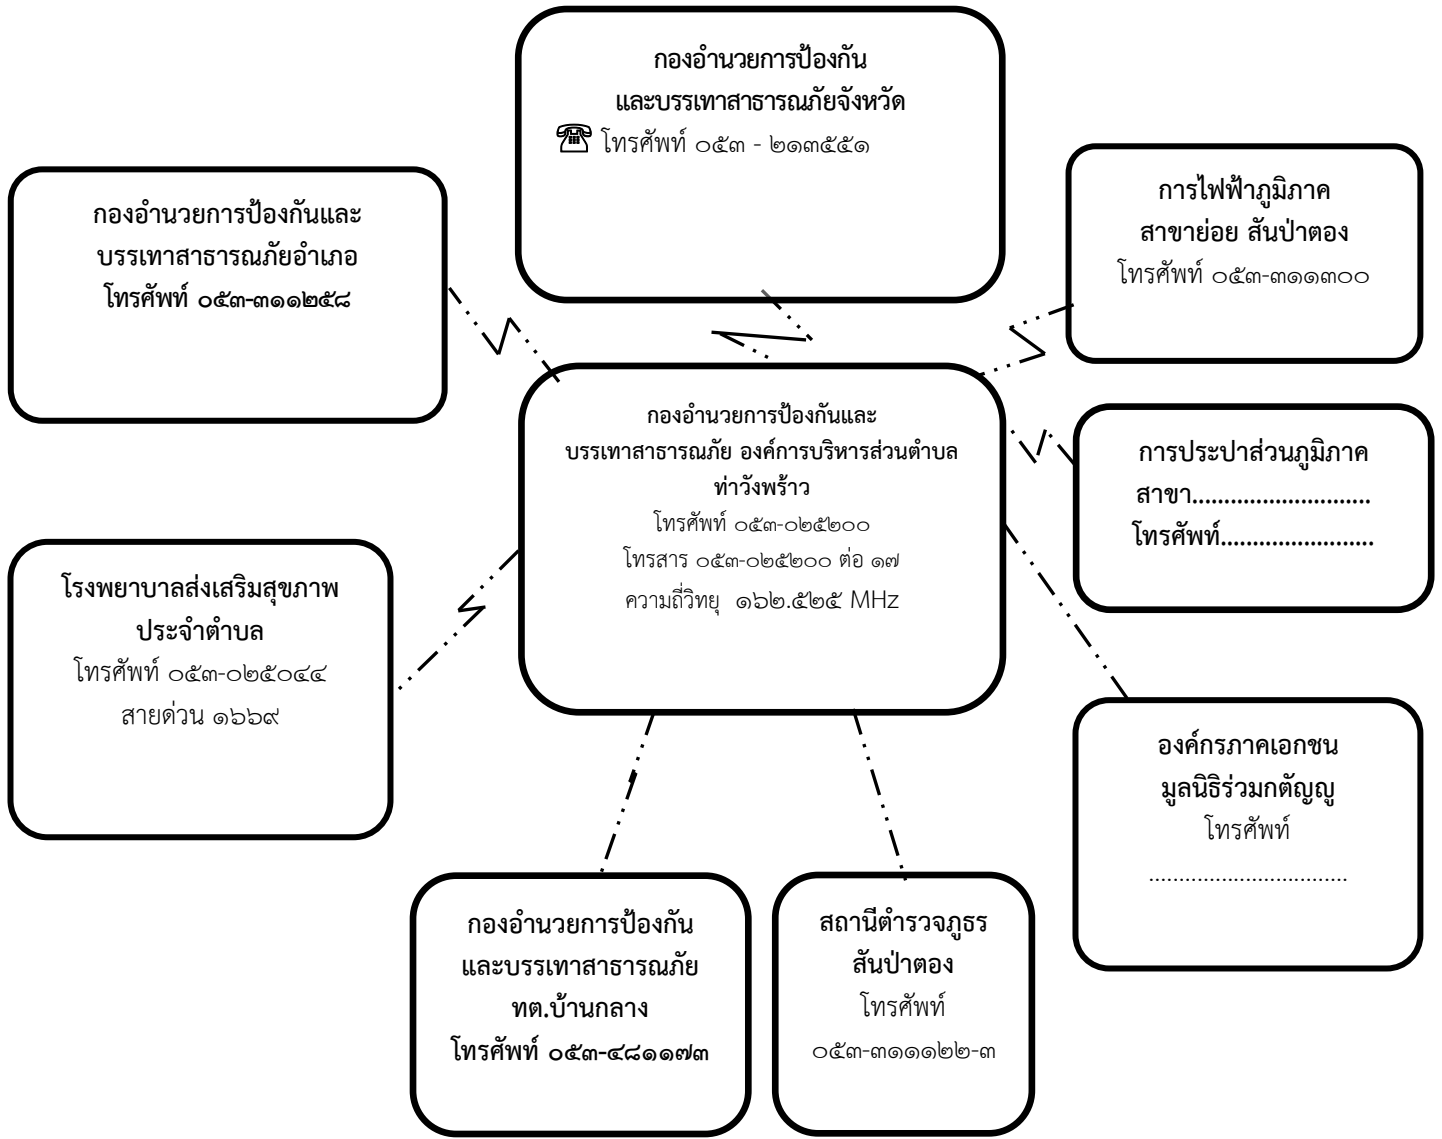 กองอำนวยการป้องกัน
และบรรเทาสาธารณภัยจังหวัด
☎ โทรศัพท์ ๐๕๓ - ๒๑๓๕๕๑
กองอำนวยการป้องกันและ
บรรเทาสาธารณภัยอำเภอ
โทรศัพท์ ๐๕๓-๓๑๑๒๕๘
การไฟฟ้าภูมิภาค
สาขาย่อย สันป่าตอง
โทรศัพท์ ๐๕๓-๓๑๑๓๐๐
กองอำนวยการป้องกันและ
บรรเทาสาธารณภัย องค์การบริหารส่วนตำบล
ท่าวังพร้าว
โทรศัพท์ ๐๕๓-๐๒๕๒๐๐
โทรสาร ๐๕๓-๐๒๕๒๐๐ ต่อ ๑๗
ความถี่วิทยุ ๑๖๒.๕๒๕ MHz
การประปาส่วนภูมิภาค
สาขา............................
โทรศัพท์........................
โรงพยาบาลส่งเสริมสุขภาพ
ประจำตำบล
โทรศัพท์ ๐๕๓-๐๒๕๐๔๔
สายด่วน ๑๖๖๙
องค์กรภาคเอกชน
มูลนิธิร่วมกตัญญู
โทรศัพท์
.................................
กองอำนวยการป้องกัน
และบรรเทาสาธารณภัย
ทต.บ้านกลาง
โทรศัพท์ ๐๕๓-๔๘๑๑๗๓
สถานีตำรวจภูธร
สันป่าตอง
โทรศัพท์
๐๕๓-๓๑๑๑๒๒-๓